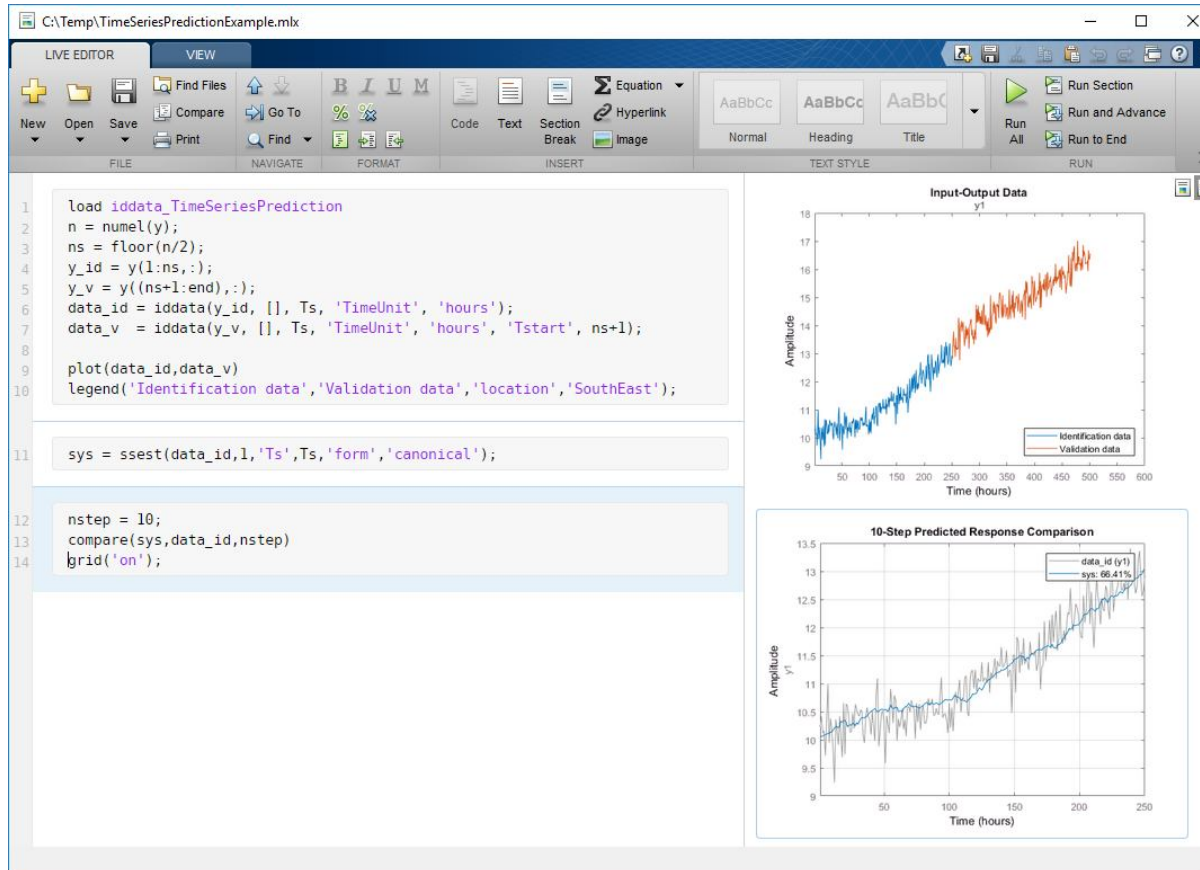 C:\Temp\TimeSeriesPredictionExample.mlx
LIVE EDITOR VIEW
New
Open
Save
Find Files
Compare
Print
FILE
Go To
Find
NAVIGATE
B I U M
FORMAT
Code
Text
Section
Break
Equation
Hyperlink
Image
INSERT
AaBbCc
Normal
AaBbCc
Heading
AaBb
Title
TEXT STYLE
Run
All
Run Section
Run and Advance
Run to End
RUN
1 load iddata_TimeSeriesPrediction
2 n = numel(y);
3 ns = floor(n/2);
4 y_id = y(1:ns,:);
5 y_v = y((ns+1:end),:);
6 data_id = iddata(y_id, [], Ts, 'TimeUnit', 'hours');
7 data_v  = iddata(y_v, [], Ts, 'TimeUnit', 'hours', 'Tstart', ns+1);
8
9 plot(data_id,data_v)
10 legend('Identification data','Validation data','location','SouthEast');
11 sys = ssest(data_id,1,'Ts',Ts,'form','canonical');
12 nstep = 10;
13 compare(sys,data_id,nstep)
14 grid('on');
Input-Output Data
y1
18
17
16
15
14
13
12
11
10
9
Amplitude
Identification data
Validation data
50 100 150 200 250 300 350 400 450 500 550 600
Time (hours)
10-Step Predicted Response Comparison
13.5
13
12.5
12
11.5
11
10.5
10
9.5
9
Amplitude
y1
data_id (y1)
sys: 66.41%
50 100 150 200 250
Time (hours)